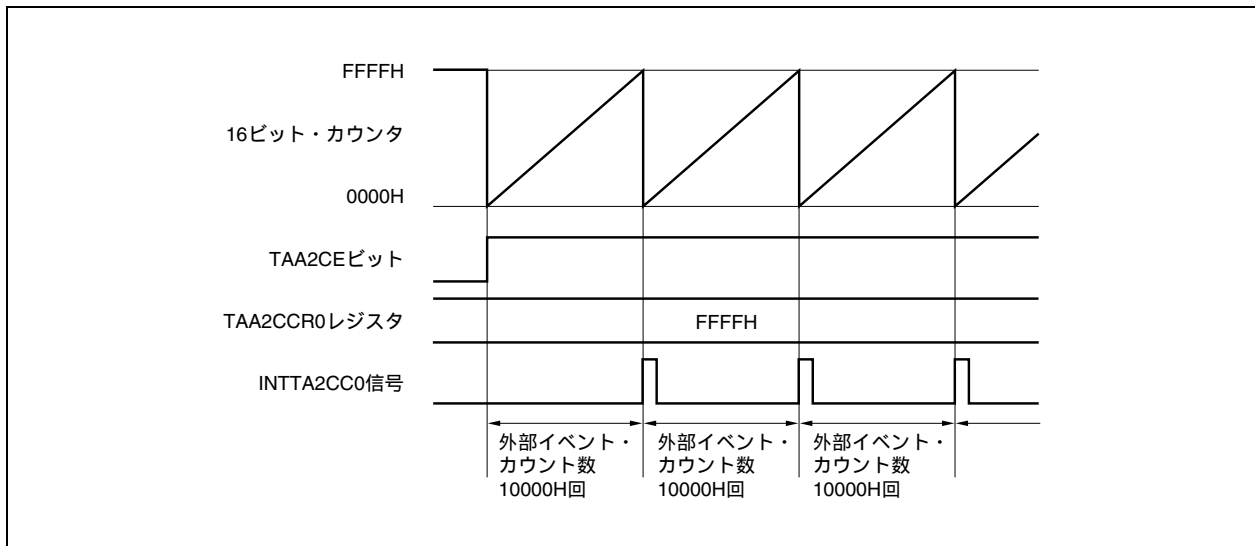 FFFFH
16ビット・カウンタ
0000H
TAA2CEビット
TAA2CCR0レジスタ
FFFFH
INTTA2CC0信号
外部イベント・
カウント数
10000H回
外部イベント・
カウント数
10000H回
外部イベント・
カウント数
10000H回